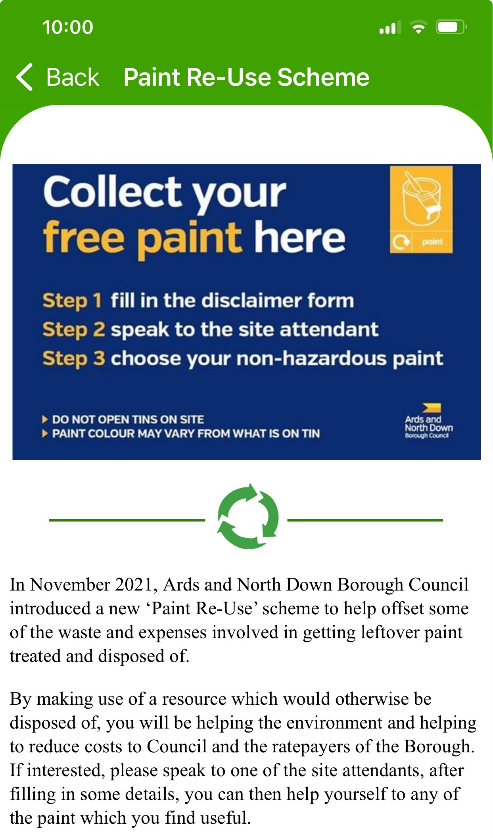 10:00
Back Paint Re-Use Scheme
Collect your
free paint here
paint
Step 1 fill in the disclaimer form
Step 2 speak to the site attendant
Step 3 choose your non-hazardous paint
DO NOT OPEN TINS ON SITE
PAINT COLOUR MAY VARY FROM WHAT IS ON TIN
Ards and
North Down
Borough Council
In November 2021, Ards and North Down Borough Council
introduced a new ‘Paint Re-Use’ scheme to help offset some
of the waste and expenses involved in getting leftover paint
treated and disposed of.
By making use of a resource which would otherwise be
disposed of, you will be helping the environment and helping
to reduce costs to Council and the ratepayers of the Borough.
If interested, please speak to one of the site attendants, after
filling in some details, you can then help yourself to any of
the paint which you find useful.